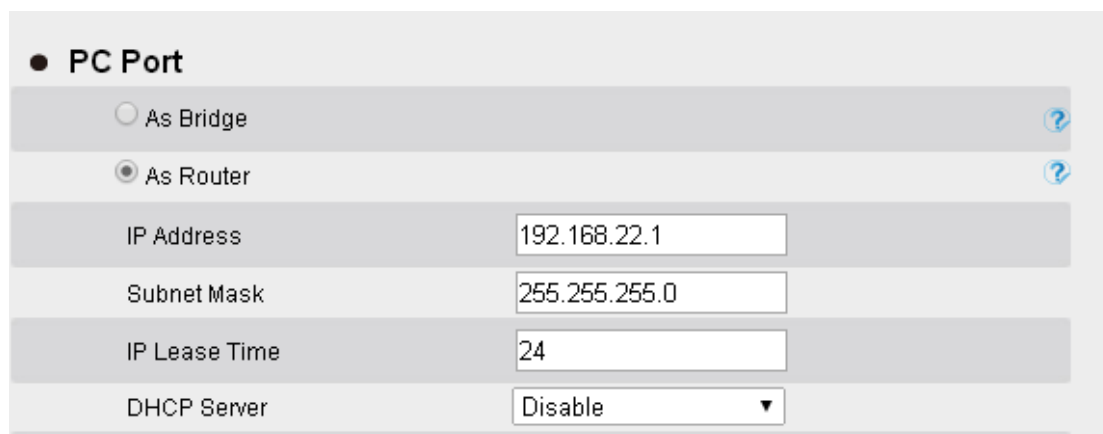 PC Port
As Bridge
As Router
IP Address 192.168.22.1
Subnet Mask 255.255.255.0
IP Lease Time 24
DHCP Server Disable